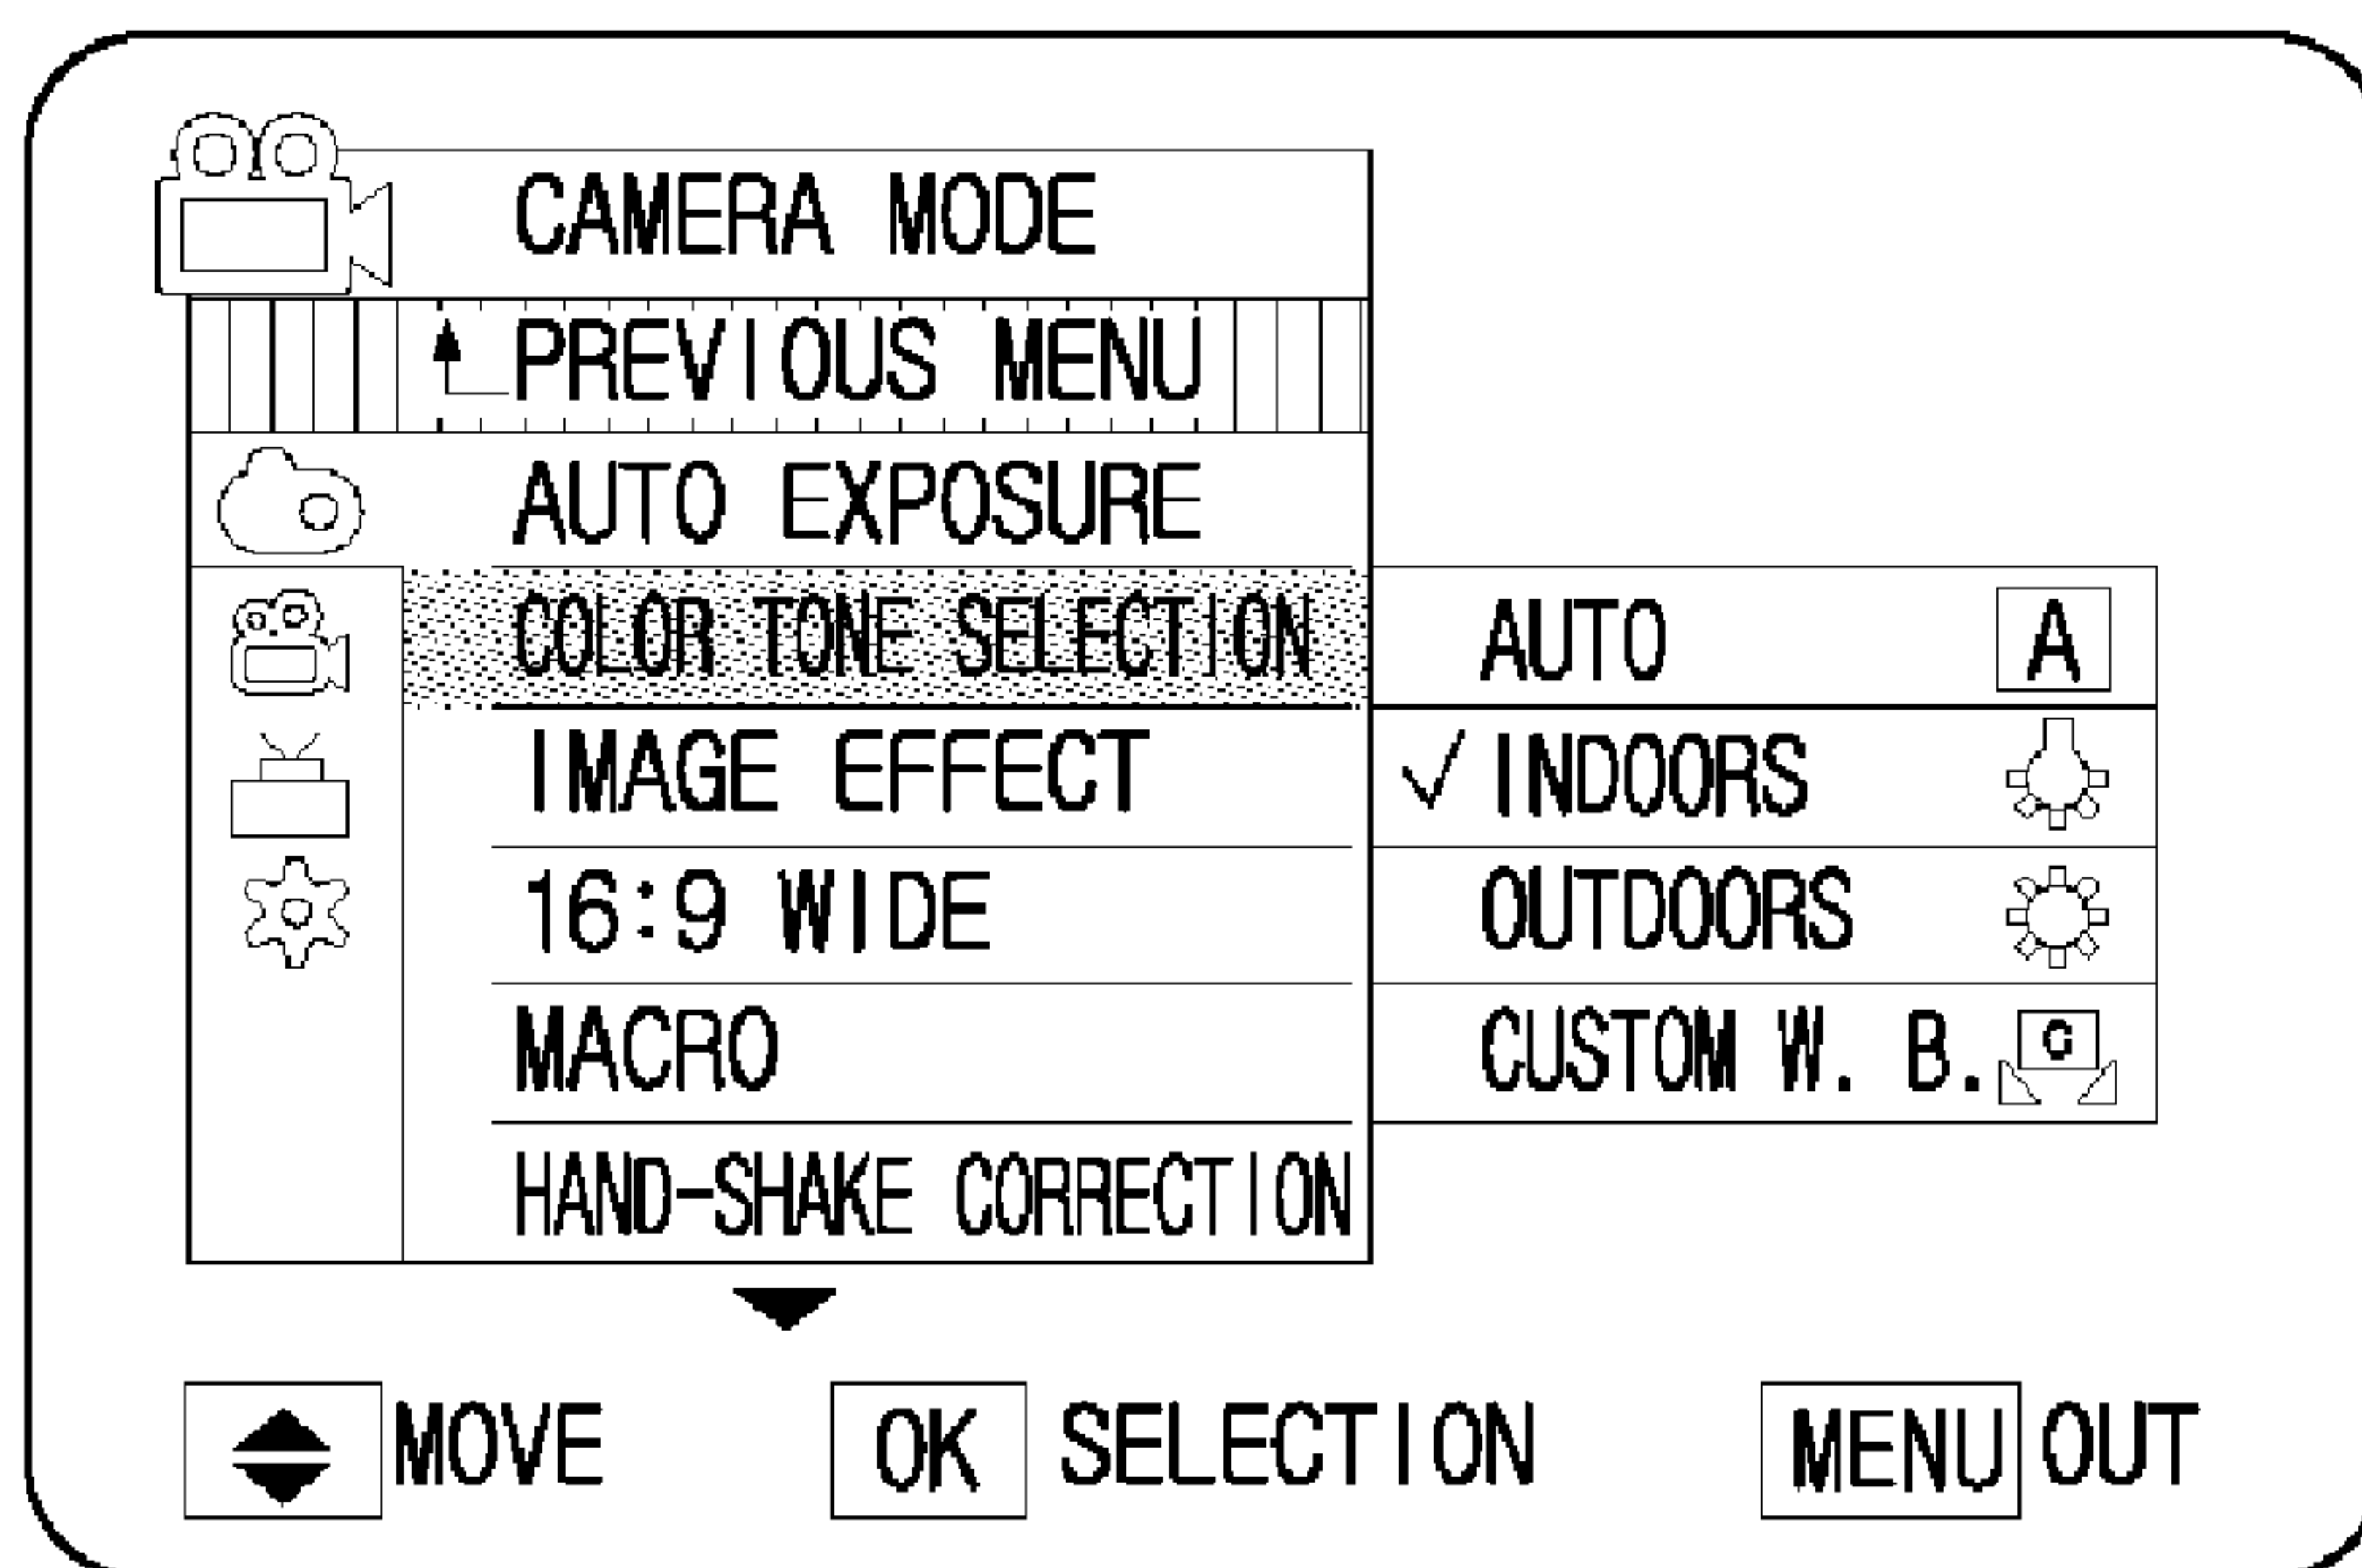 CAMERA MODE
PREVIOUS MENU
AUTO EXPOSURE
COLOR TONE SELECTION
IMAGE EFFECT
16:9 WIDE
MACRO
HAND-SHAKE CORRECTION
AUTO A
✓ INDOORS
OUTDOORS
CUSTOM W. B. C
MOVE OK SELECTION MENU OUT